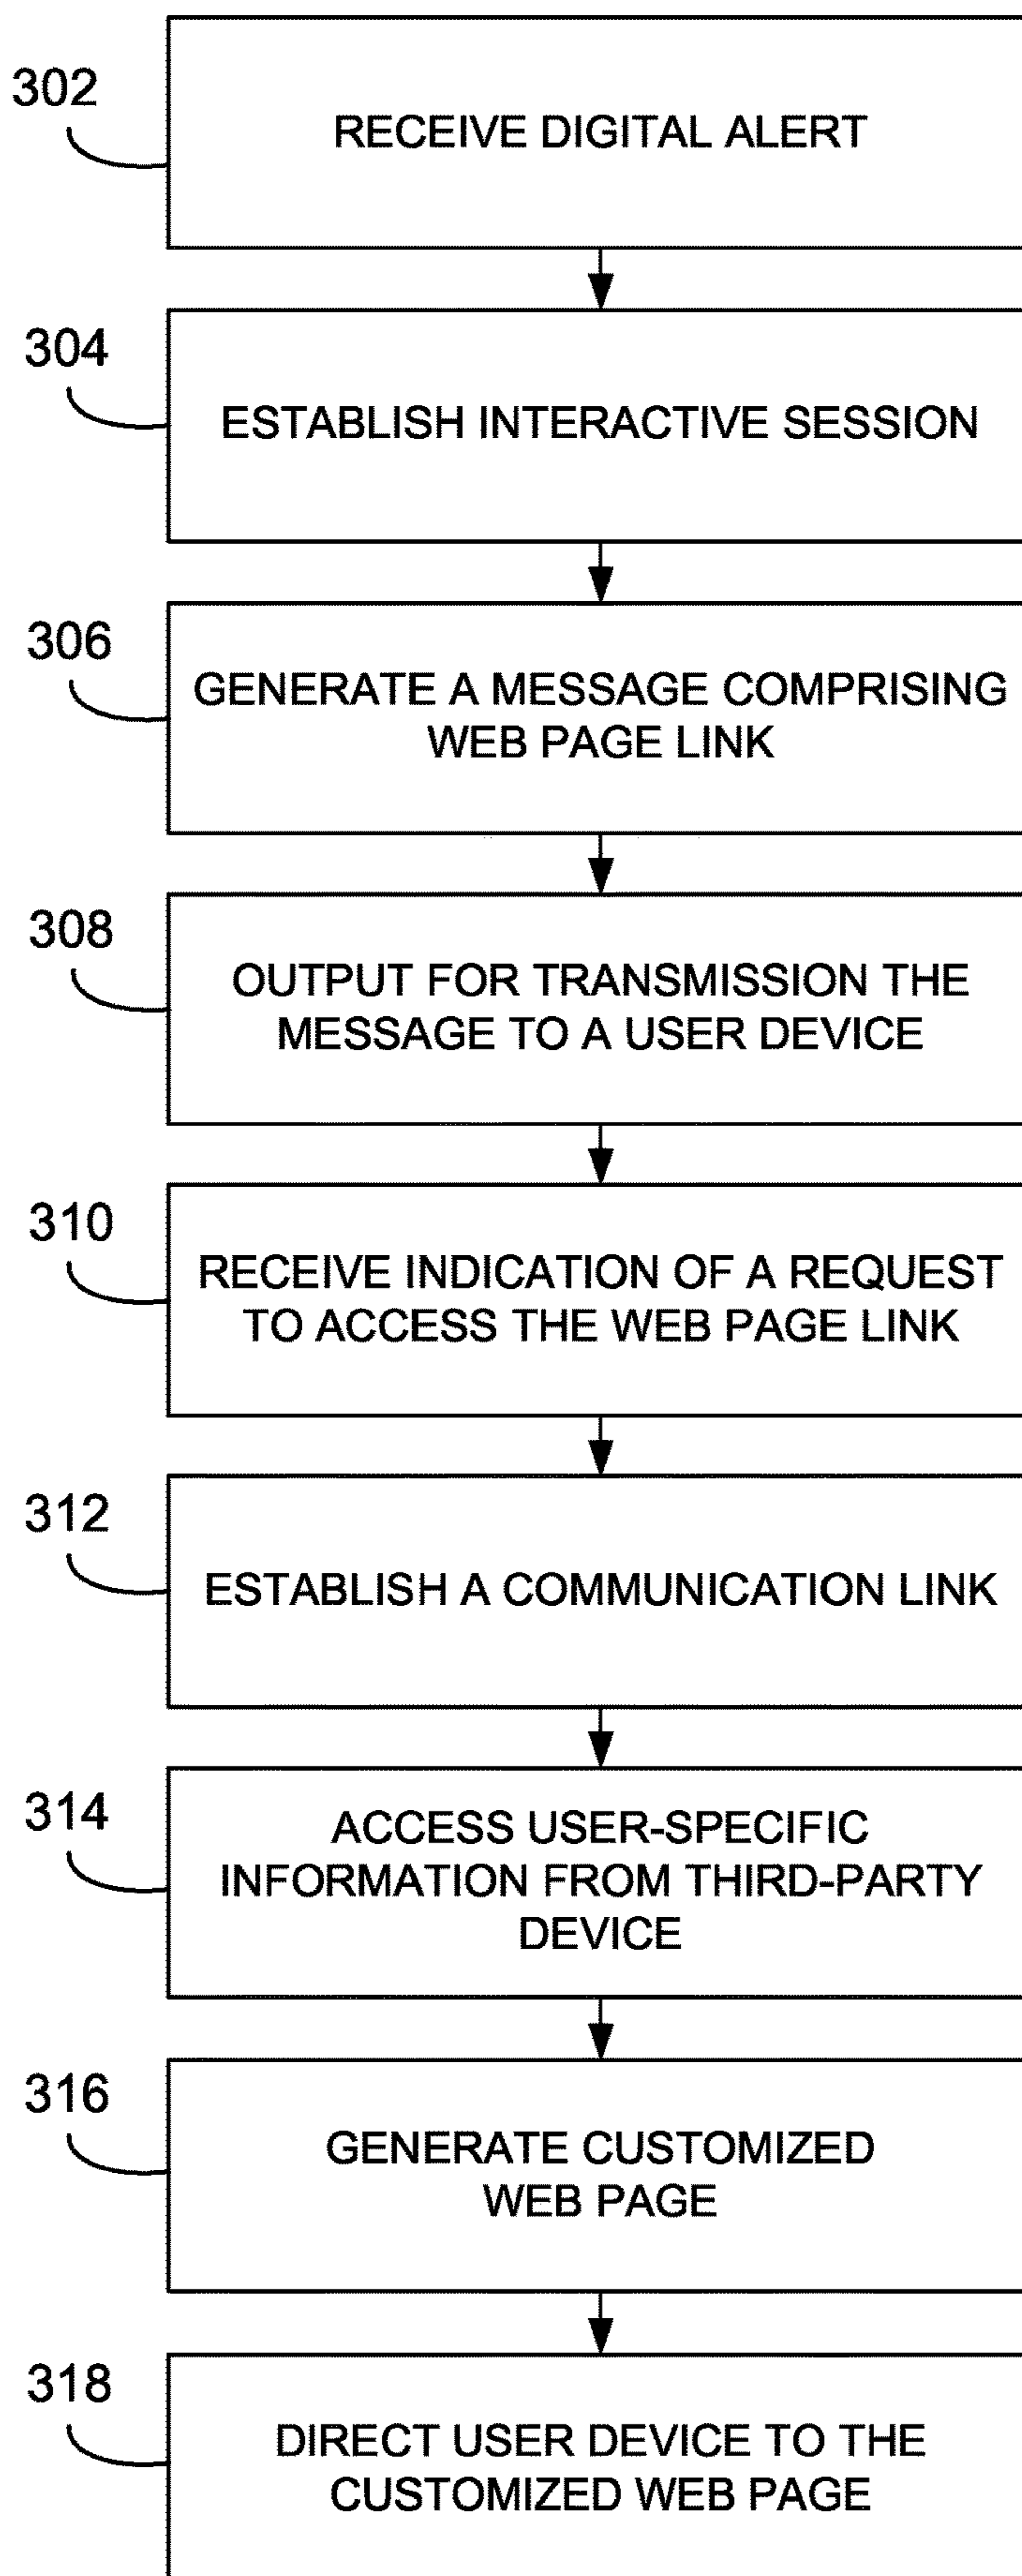 302
RECEIVE DIGITAL ALERT
304
ESTABLISH INTERACTIVE SESSION
306
GENERATE A MESSAGE COMPRISING
WEB PAGE LINK
308
OUTPUT FOR TRANSMISSION THE
MESSAGE TO A USER DEVICE
310
RECEIVE INDICATION OF A REQUEST
TO ACCESS THE WEB PAGE LINK
312
ESTABLISH A COMMUNICATION LINK
314
ACCESS USER-SPECIFIC
INFORMATION FROM THIRD-PARTY
DEVICE
316
GENERATE CUSTOMIZED
WEB PAGE
318
DIRECT USER DEVICE TO THE
CUSTOMIZED WEB PAGE